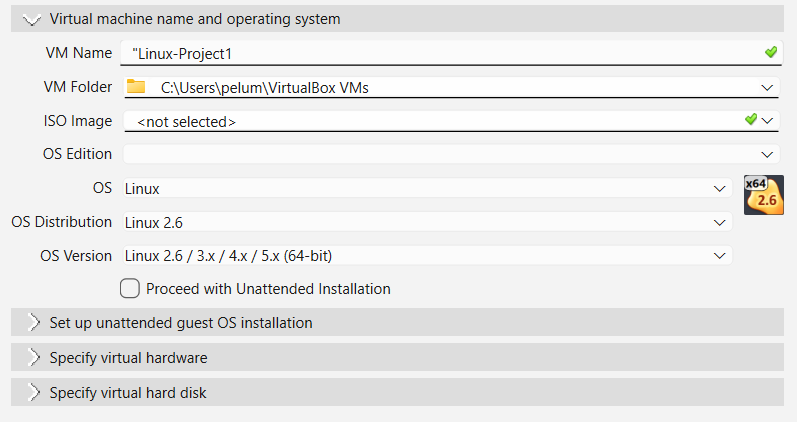 Virtual machine name and operating system
VM Name "Linux-Project1
VM Folder C:\Users\pelum\VirtualBox VMs
ISO Image <not selected>
OS Edition
OS Linux
x64
2.6
OS Distribution Linux 2.6
OS Version Linux 2.6 / 3.x / 4.x / 5.x (64-bit)
Proceed with Unattended Installation
Set up unattended guest OS installation
Specify virtual hardware
Specify virtual hard disk